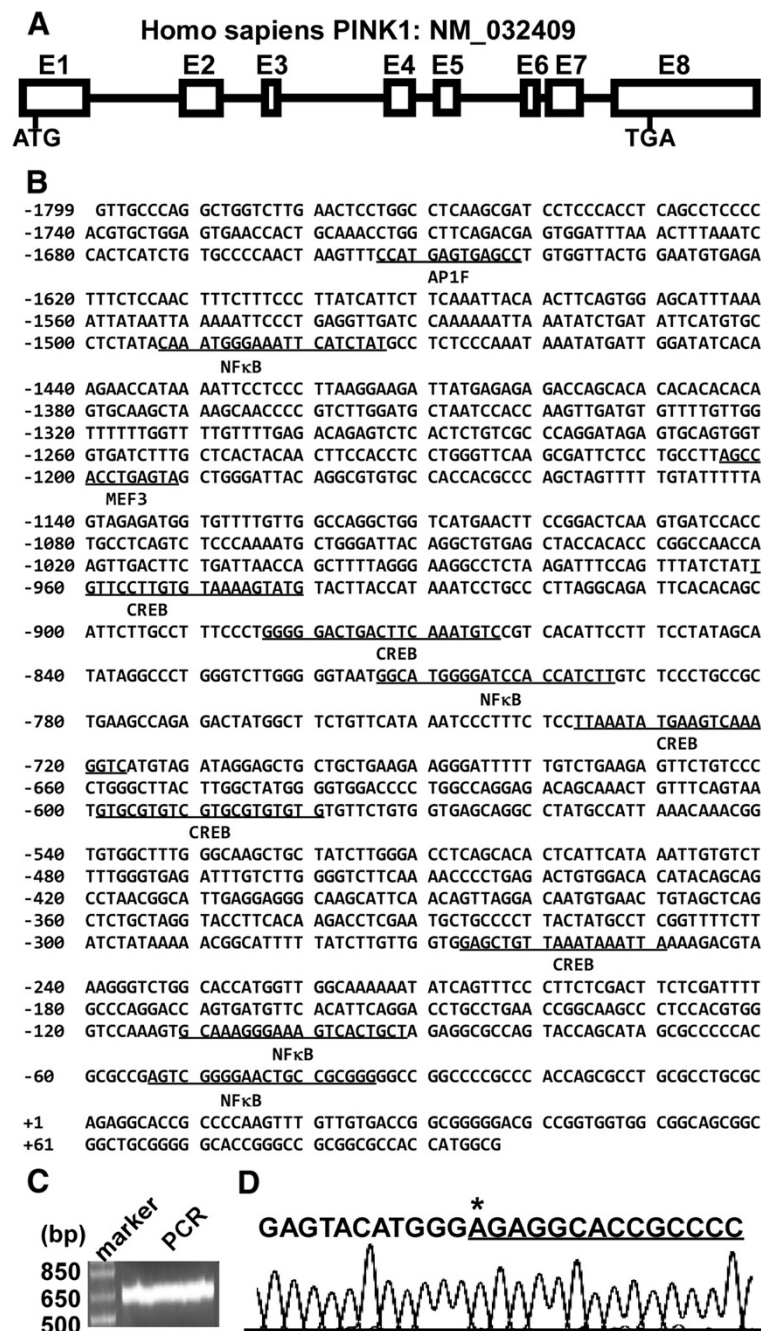 A
Homo sapiens PINK1: NM_032409
E1 E2 E3 E4 E5 E6 E7 E8
ATG TGA
B
-1799 GTTGCCCAG GCTGGTCTTG AACTCCTGGC CCTCAAGCGAT CCTCCCACCT CAGCCTCCCC
-1740 ACGTGCTGGA GTGAACCACT GCAAACCTGG CTTCAGACGA GTGGATTTAA ACTTTAAATC
-1680 CACTCATCTG TGCCCCAACT AAGTTTCCAT GAGTGAGCCT GTGGTTACTG GAATGTGAGA
AP1F
-1620 TTTCTCCAAC TTTCTTTCCC TTATCATTCT TCAAATTACA ACTTCAGTGG AGCATTTAAA
-1560 ATTATAATTA AAAATTCCCT GAGGTTGATC CAAAAAATTA AATATCTGAT ATTCATGTGC
-1500 CTCTATACAA ATGGGAAATT CATCTATGCC TCTCCCAAAT AAATATGATT GGATATCACA
NFκB
-1440 AGAACCATAA AATTCCTCCC TTAAGGAAGA TTATGAGAGA GACCAGCACA CACACACACA
-1380 GTGCAAGCTA AAGCAACCCC GTCTTGGATG CTAATCCACC AAGTTGATGT GTTTTGTTGG
-1320 TTTTTTGGTT TTGTTTTGAG ACAGAGTCTC ACTCTGTCGC CCAGGATAGA GTGCAGTGGT
-1260 GTGATCTTTG CTCACTACAA CTTCCACCTC CTGGGTTCAA GCGATTCTCC TGCCTTAGCC
-1200 ACCTGAGTAG CTGGGATTAC AGGCGTGTGC CACCACGCCC AGCTAGTTTT TGTATTTTTA
MEF3
-1140 GTAGAGATGG TGTTTTGTTG GCCAGGCTGG TCATGAACTT CCGGACTCAA GTGATCCACC
-1080 TGCCTCAGTC TCCCAAAATG CTGGGATTAC AGGCTGTGAG CTACCACACC CGGCCAACCA
-1020 AGTTGACTTC TGATTAACCA GCTTTTAGGG AAGGCCTCTA AGATTTCCAG TTTATCTATT
-960 GTTCCTTGTG TAAAAGTATG TACTTACCAT AAATCCTGCC CTTAGGCAGA TTCACACAGC
CREB
-900 ATTCTTGCCT TTCCCTGGGG GACTGACTTC AAATGTCCGT CACATTCCTT TCCTATAGCA
CREB
-840 TATAGGCCCT GGGTCTTGGG GGTAATGGCA TGGGGATCCA CCATCTTGTC TCCCTGCCGC
NFκB
-780 TGAAGCCAGA GACTATGGCT TCTGTTCATA AATCCCTTTC TCCTTAAATA TGAAGTCAAA
CREB
-720 GGTCATGTAG ATAGGAGCTG CTGCTGAAGA AGGGATTTTT TGTCTGAAGA GTTCTGTCCC
-660 CTGGGCTTAC TTGGCTATGG GGTGGACCCC TGGCCAGGAG ACAGCAAACT GTTTCAGTAA
-600 TGTGCGTGTC GTGCGTGTGT GTGTTCTGTG GTGAGCAGGC CTATGCCATT AAACAAACGG
CREB
-540 TGTGGCTTTG GGCAAGCTGC TATCTTGGGA CCTCAGCACA CTCATTCATA AATTGTGTCT
-480 TTTGGGTGAG ATTTGTCTTG GGGTCTTCAA AACCCCTGAG ACTGTGGACA CATACAGCAG
-420 CCTAACGGCA TTGAGGAGGG CAAGCATTCA ACAGTTAGGA CAATGTGAAC TGTAGCTCAG
-360 CTCTGCTAGG TACCTTCACA AGACCTCGAA TGCTGCCCCT TACTATGCCT CGGTTTTCTT
-300 ATCTATAAAA ACGGCATTTT TATCTTGTTG GTGGAGCTGT TAAATAAATT AAAAGACGTA
CREB
-240 AAGGGTCTGG CACCATGGTT GGCAAAAAAT ATCAGTTTCC CTTCTCGACT TCTCGATTTT
-180 GCCCAGGACC AGTGATGTTC ACATTCAGGA CCTGCCTGAA CCGGCAAGCC CTCCACGTGG
-120 GTCCAAAGTG CAAAGGGAAA GTCACTGCTA GAGGCGCCAG TACCAGCATA GCGCCCCCAC
NFκB
-60 GCGCCGAGTC GGGGAACTGC CGCGGGGGCC GGCCCCGCCC ACCAGCGCCT GCGCCTGCGC
NFκB
+1 AGAGGCACCG CCCCAAGTTT GTTGTGACCG GCGGGGGACG CCGGTGGTGG CGGCAGCGGC
+61 GGCTGCGGGG GCACCGGGCC GCGGCGCCAC CATGGCG
C
(bp) marker PCR
850
650
500
D
*
GAGTACATGGGAGAGGCACCGCCCC